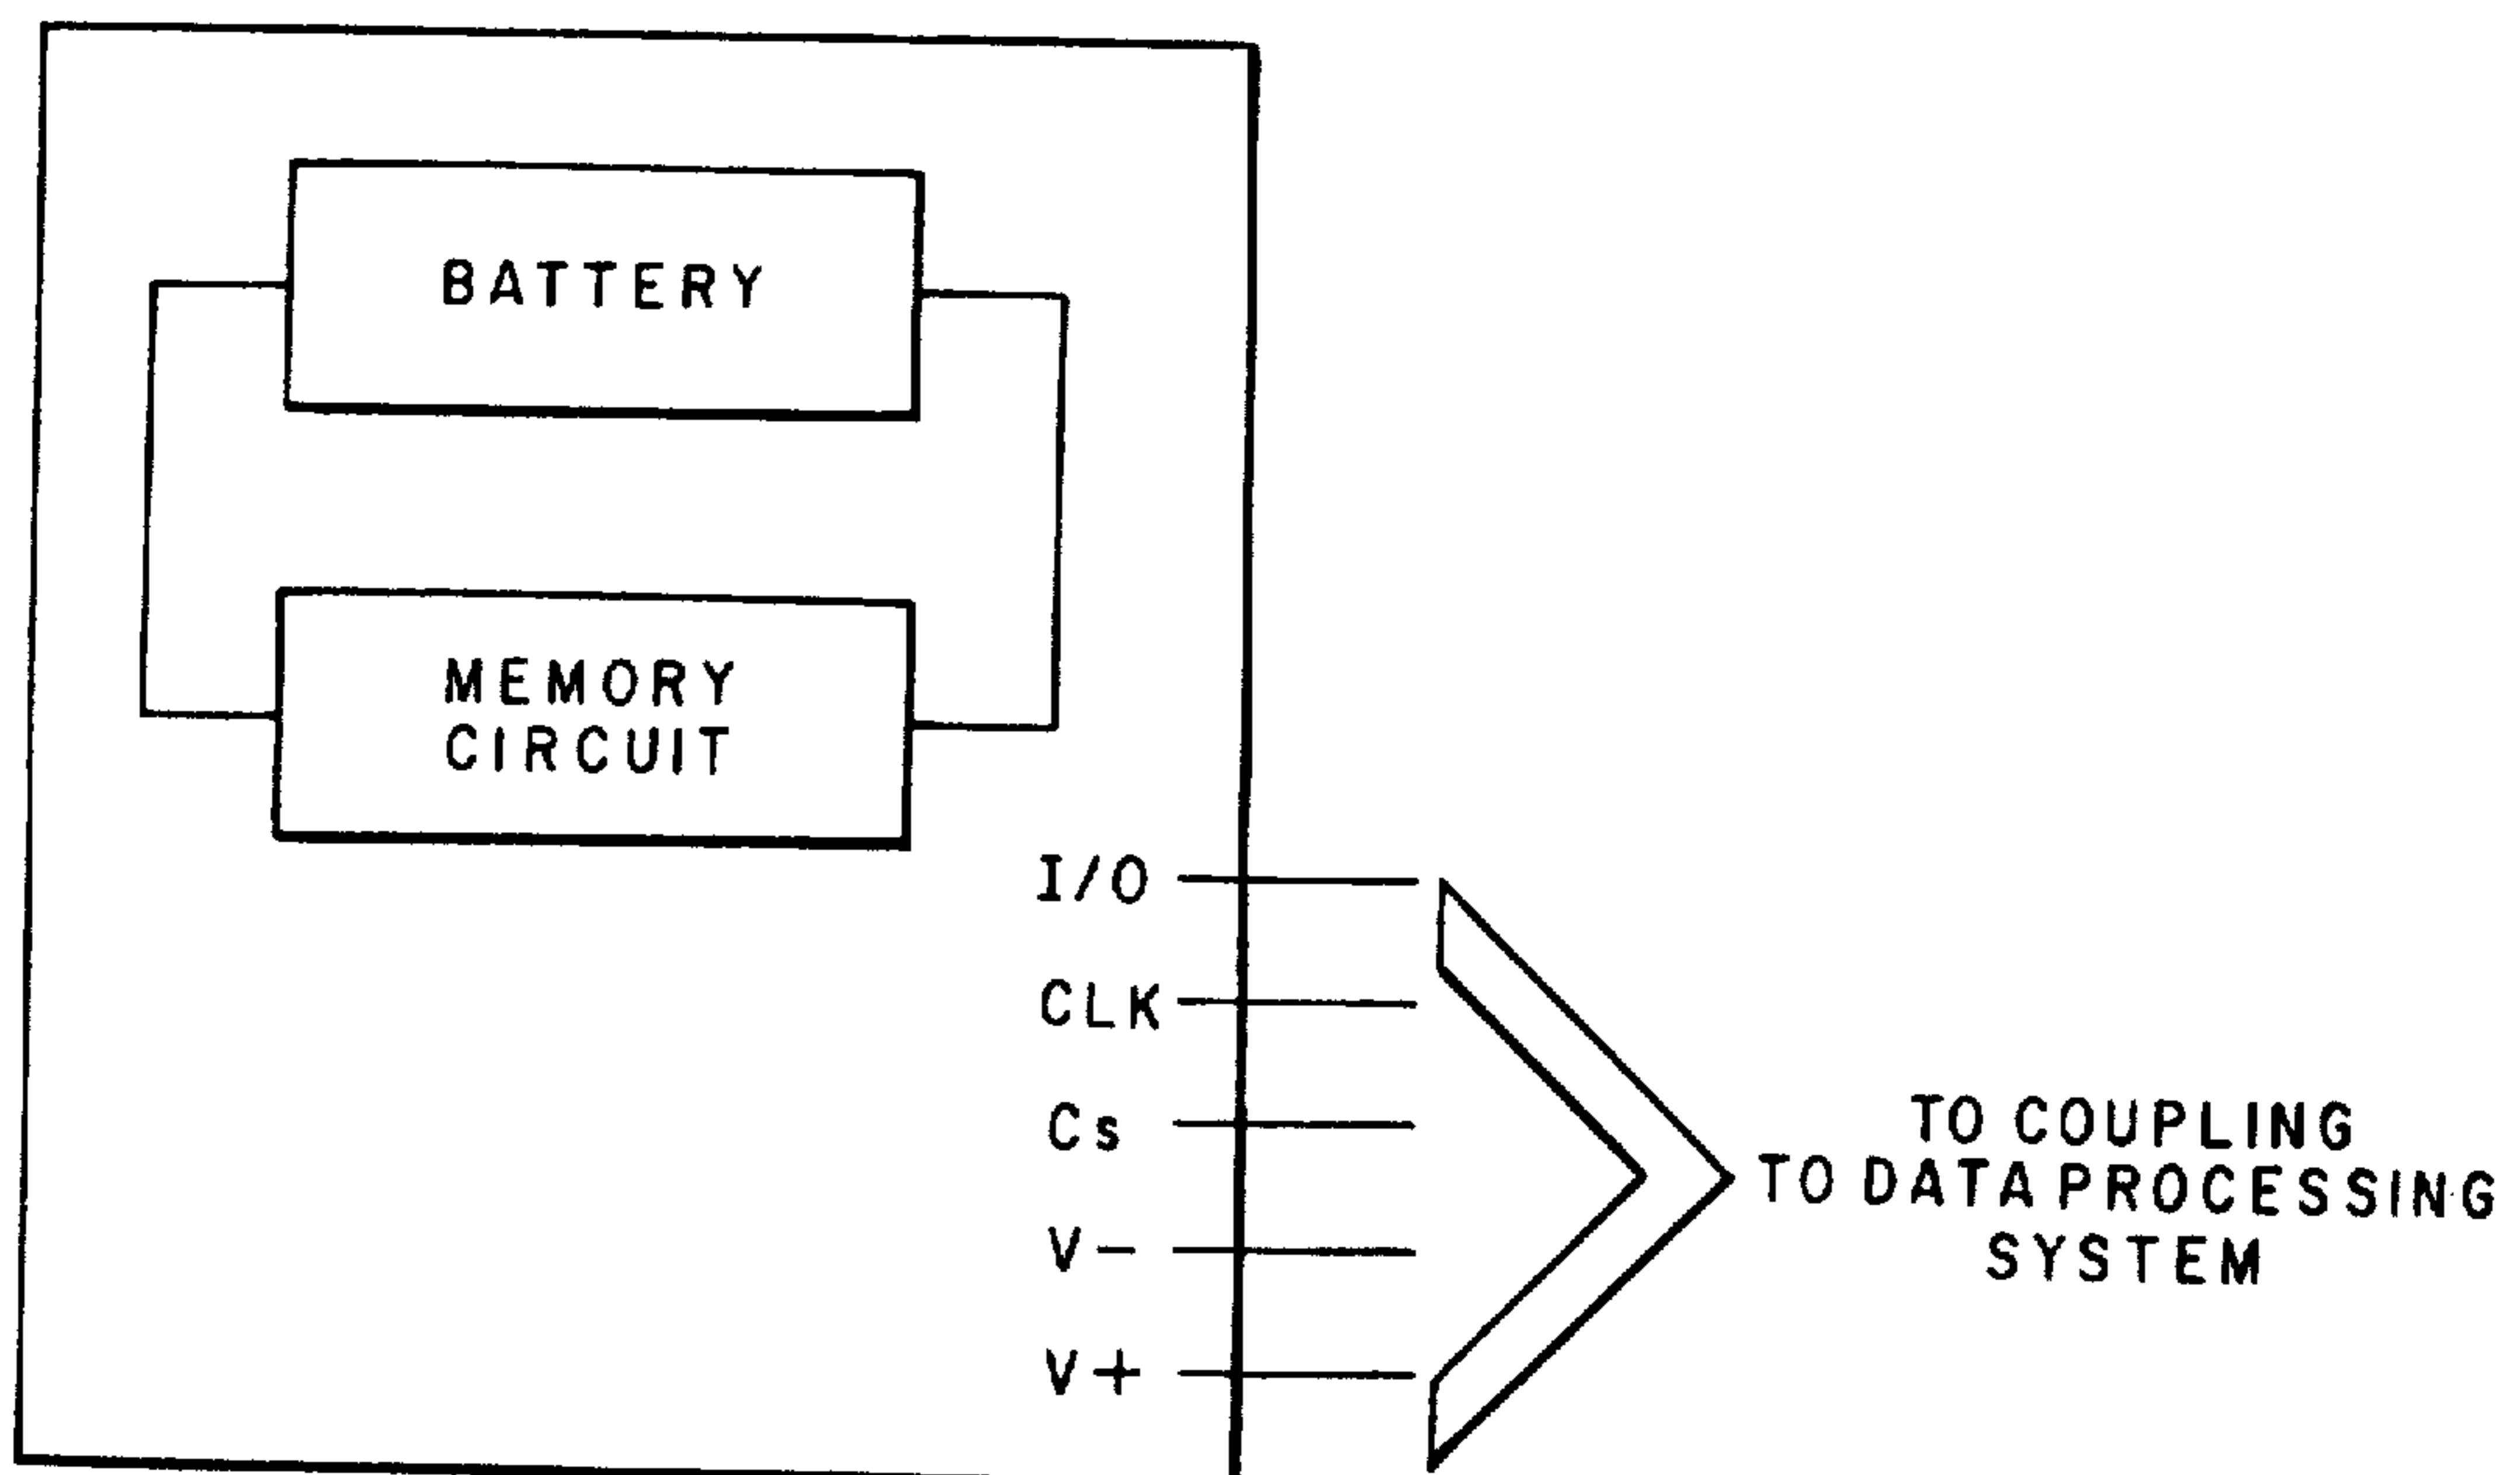 BATTERY
MEMORY
CIRCUIT
I/O
CLK
Cs
V-
V+
TO COUPLING
TO DATA PROCESSING
SYSTEM